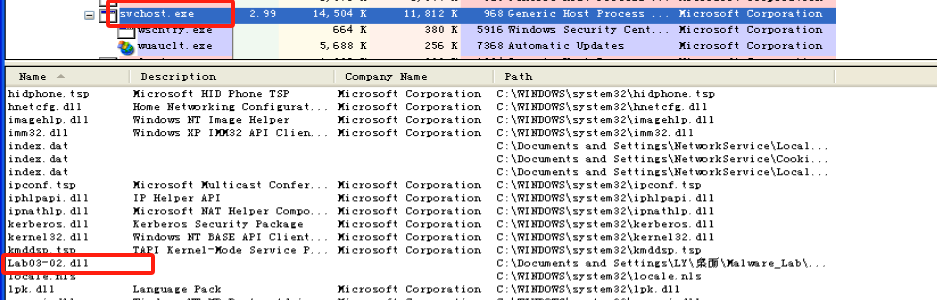 svchost.exe 2.99 14,504 K 11,812 K 968 Generic Host Process ... Microsoft Corporation
wscntfy.exe 664 K 380 K 5916 Windows Security Cent... Microsoft Corporation
wuauclt.exe 5,688 K 256 K 7368 Automatic Updates Microsoft Corporation
Name Description Company Name Path
hidphone.tsp Microsoft HID Phone TSP Microsoft Corporation C:\WINDOWS\system32\hidphone.tsp
hnetcfg.dll Home Networking Configurat... Microsoft Corporation C:\WINDOWS\system32\hnetcfg.dll
imagehlp.dll Windows NT Image Helper Microsoft Corporation C:\WINDOWS\system32\imagehlp.dll
imm32.dll Windows XP IMM32 API Clien... Microsoft Corporation C:\WINDOWS\system32\imm32.dll
index.dat C:\Documents and Settings\NetworkService\Local...
index.dat C:\Documents and Settings\NetworkService\Cooki...
index.dat C:\Documents and Settings\NetworkService\Local...
ipconf.tsp Microsoft Multicast Confer... Microsoft Corporation C:\WINDOWS\system32\ipconf.tsp
iphlpapi.dll IP Helper API Microsoft Corporation C:\WINDOWS\system32\iphlpapi.dll
ipnathlp.dll Microsoft NAT Helper Compo... Microsoft Corporation C:\WINDOWS\system32\ipnathlp.dll
kerberos.dll Kerberos Security Package Microsoft Corporation C:\WINDOWS\system32\kerberos.dll
kernel32.dll Windows NT BASE API Client... Microsoft Corporation C:\WINDOWS\system32\kernel32.dll
kmddsp.tsp TAPI Kernel-Mode Service P... Microsoft Corporation C:\WINDOWS\system32\kmddsp.tsp
Lab03-02.dll C:\Documents and Settings\LY\桌面\Malware_Lab\...
locale.nls C:\WINDOWS\system32\locale.nls
lpk.dll Language Pack Microsoft Corporation C:\WINDOWS\system32\lpk.dll